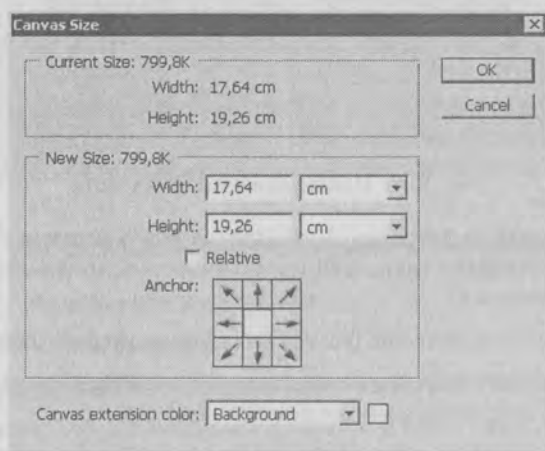 Canvas Size
Current Size: 799,8K
Width: 17,64 cm
Height: 19,26 cm
OK
Cancel
New Size: 799,8K
Width: 17,64 cm
Height: 19,26 cm
Relative
Anchor:
Canvas extension color: Background